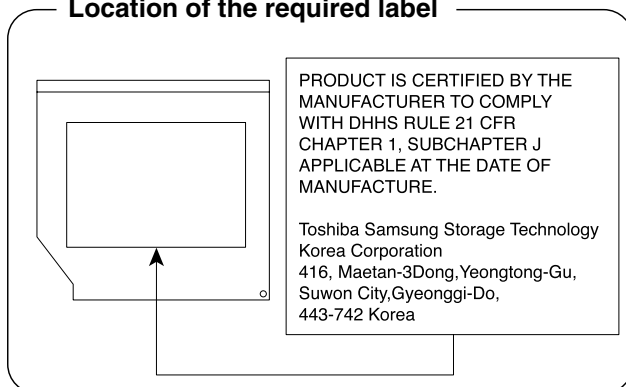 Location of the required label
PRODUCT IS CERTIFIED BY THE
MANUFACTURER TO COMPLY
WITH DHHS RULE 21 CFR
CHAPTER 1, SUBCHAPTER J
APPLICABLE AT THE DATE OF
MANUFACTURE.
Toshiba Samsung Storage Technology
Korea Corporation
416, Maetan-3Dong,Yeongtong-Gu,
Suwon City,Gyeonggi-Do,
443-742 Korea